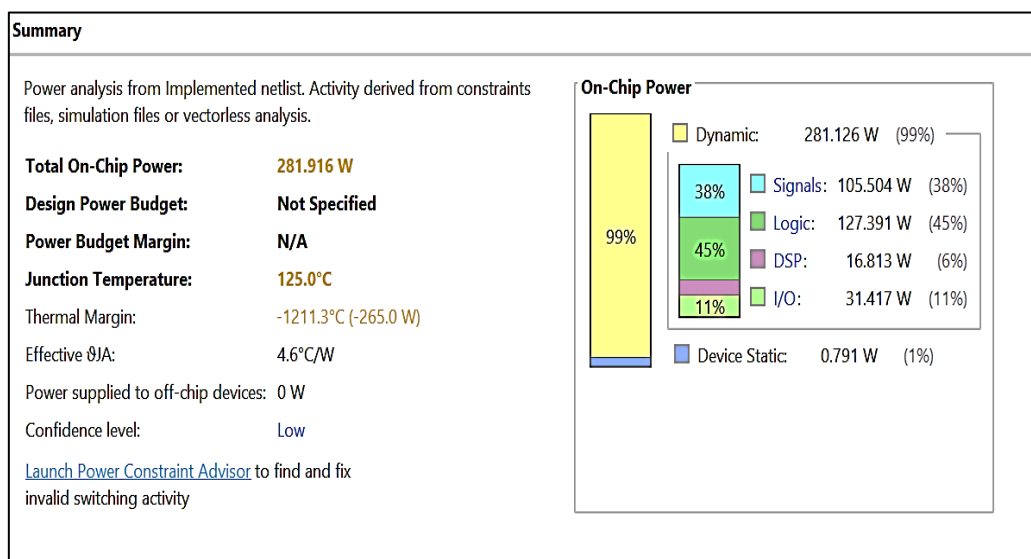 Summary
Power analysis from Implemented netlist. Activity derived from constraints
files, simulation files or vectorless analysis.
Total On-Chip Power: 281.916 W
Design Power Budget: Not Specified
Power Budget Margin: N/A
Junction Temperature: 125.0°C
Thermal Margin: -1211.3°C (-265.0 W)
Effective ϑJA: 4.6°C/W
Power supplied to off-chip devices: 0 W
Confidence level: Low
Launch Power Constraint Advisor to find and fix
invalid switching activity
On-Chip Power
Dynamic: 281.126 W (99%)
38% Signals: 105.504 W (38%)
99%
45% Logic: 127.391 W (45%)
DSP: 16.813 W (6%)
11% I/O: 31.417 W (11%)
Device Static: 0.791 W (1%)